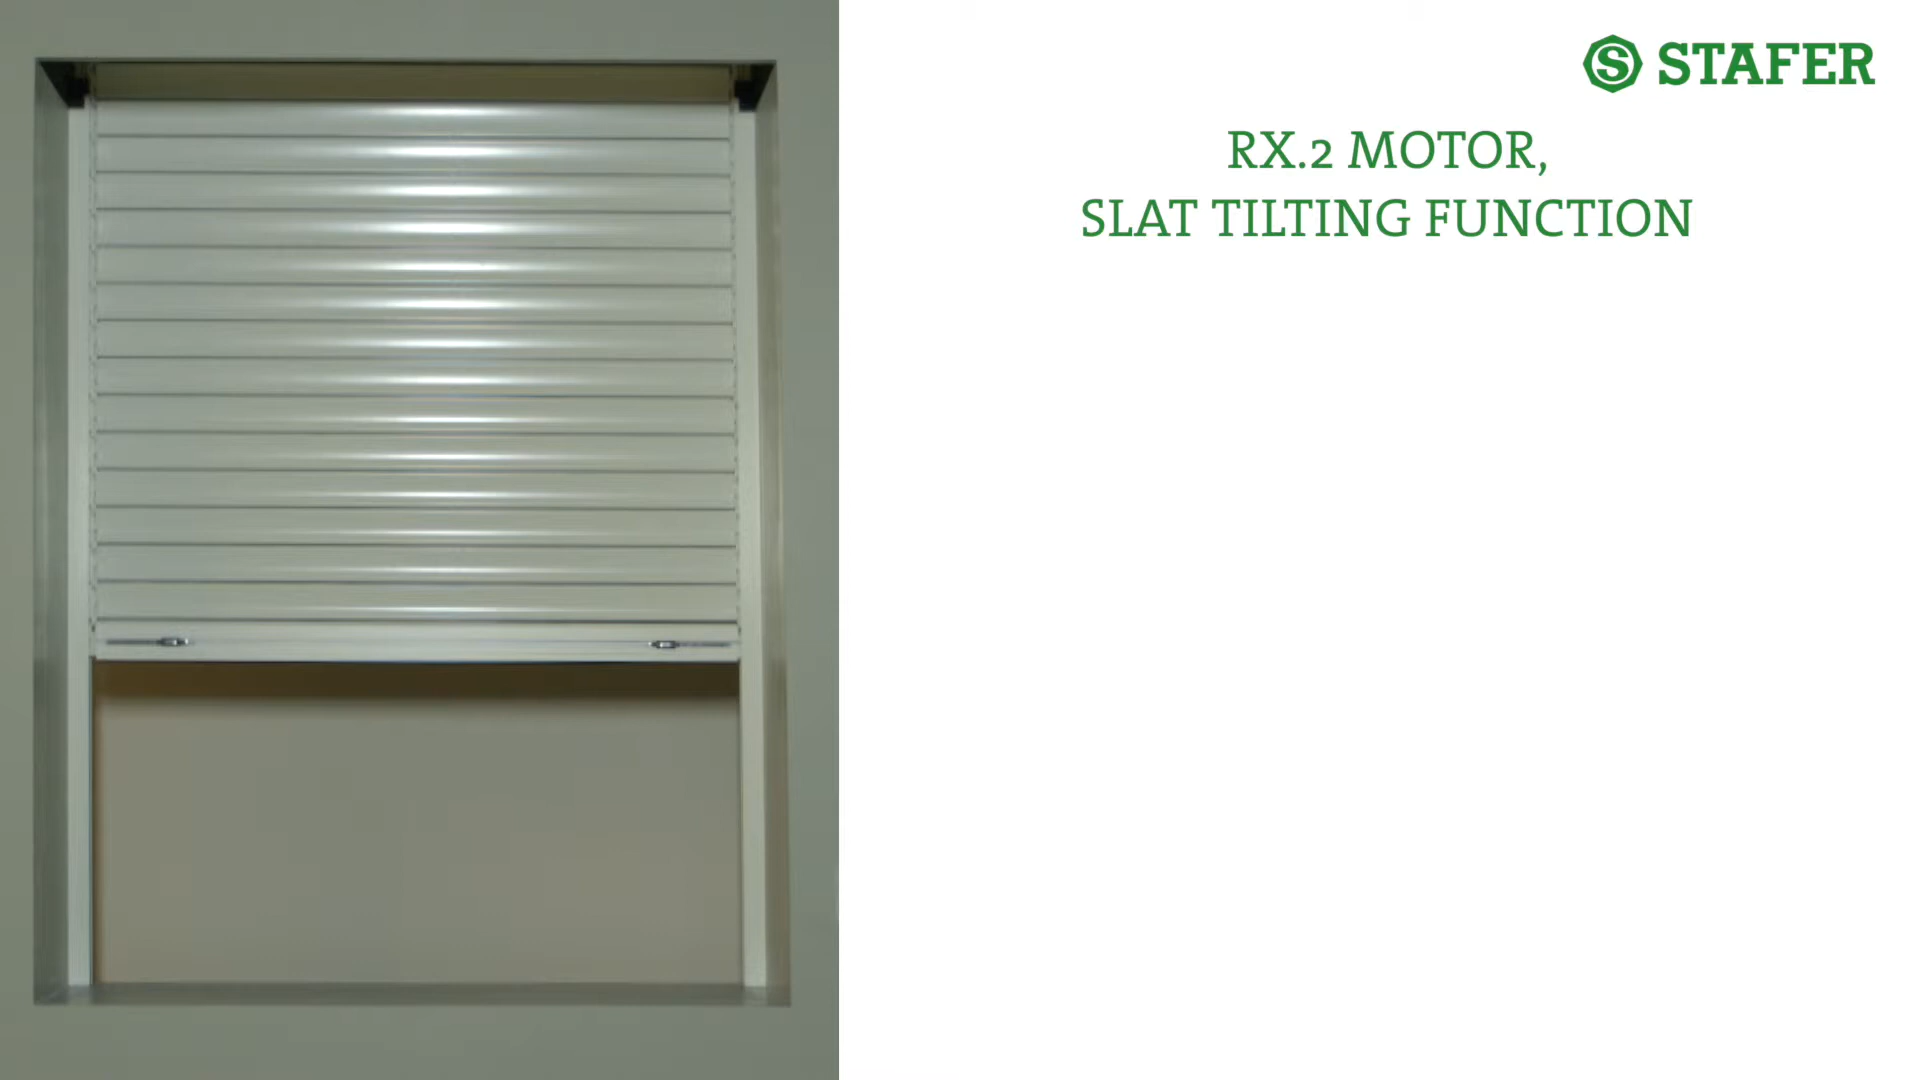 STAFER
RX.2 MOTOR,
SLAT TILTING FUNCTION